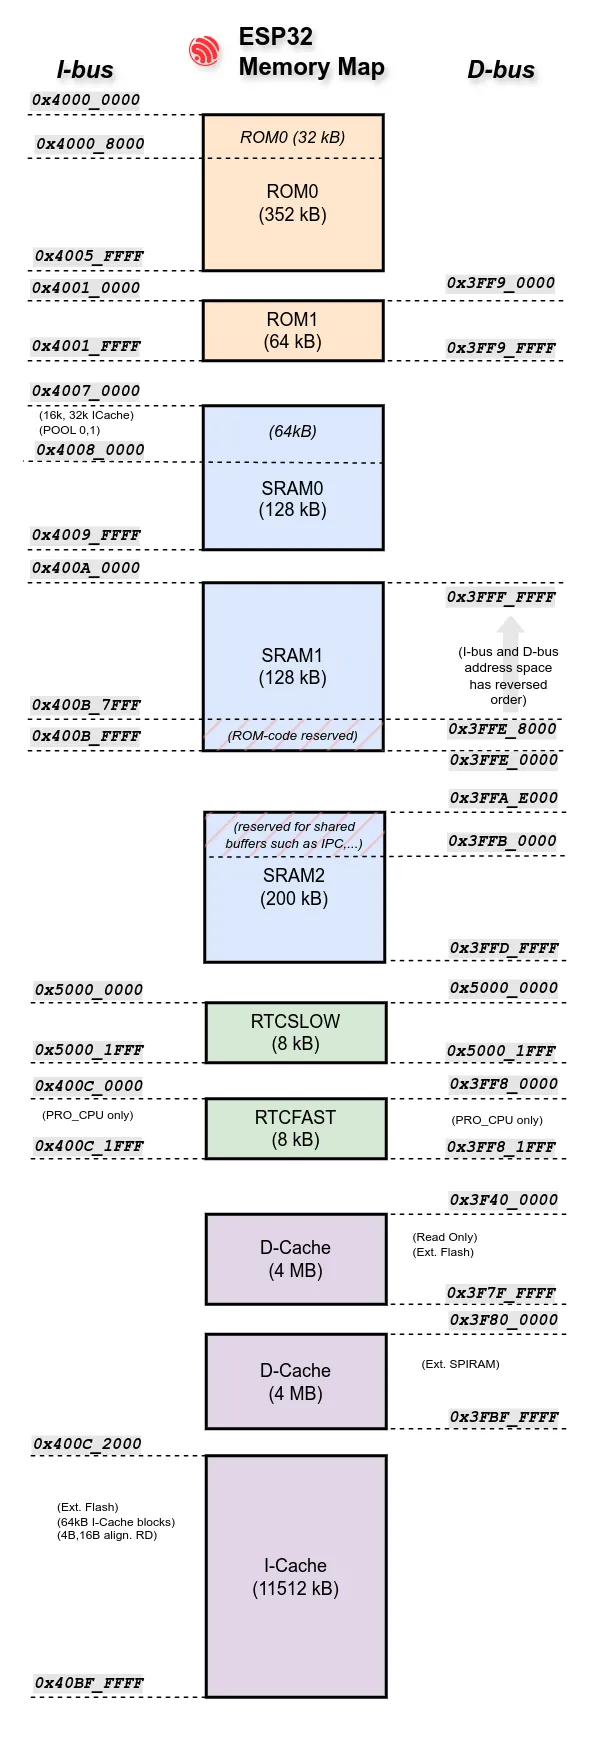 ESP32
Memory Map
I-bus
D-bus
0x4000_0000
ROM0 (32 kB)
0x4000_8000
ROM0
(352 kB)
0x4005_FFFF
0x4001_0000
0x3FF9_0000
ROM1
(64 kB)
0x4001_FFFF
0x3FF9_FFFF
0x4007_0000
(16k, 32k ICache)
(POOL 0,1)
(64kB)
0x4008_0000
SRAM0
(128 kB)
0x4009_FFFF
0x400A_0000
0x3FFF_FFFF
SRAM1
(128 kB)
(I-bus and D-bus
address space
has reversed
order)
0x400B_7FFF
0x3FFE_8000
0x400B_FFFF
(ROM-code reserved)
0x3FFE_0000
0x3FFA_E000
(reserved for shared
buffers such as IPC,...)
0x3FFB_0000
SRAM2
(200 kB)
0x3FFD_FFFF
0x5000_0000
0x5000_0000
RTCSLOW
(8 kB)
0x5000_1FFF
0x5000_1FFF
0x400C_0000
0x3FF8_0000
(PRO_CPU only)
RTCFAST
(8 kB)
(PRO_CPU only)
0x400C_1FFF
0x3FF8_1FFF
0x3F40_0000
D-Cache
(4 MB)
(Read Only)
(Ext. Flash)
0x3F7F_FFFF
0x3F80_0000
D-Cache
(4 MB)
(Ext. SPIRAM)
0x3FBF_FFFF
0x400C_2000
(Ext. Flash)
(64kB I-Cache blocks)
(4B,16B align. RD)
I-Cache
(11512 kB)
0x40BF_FFFF